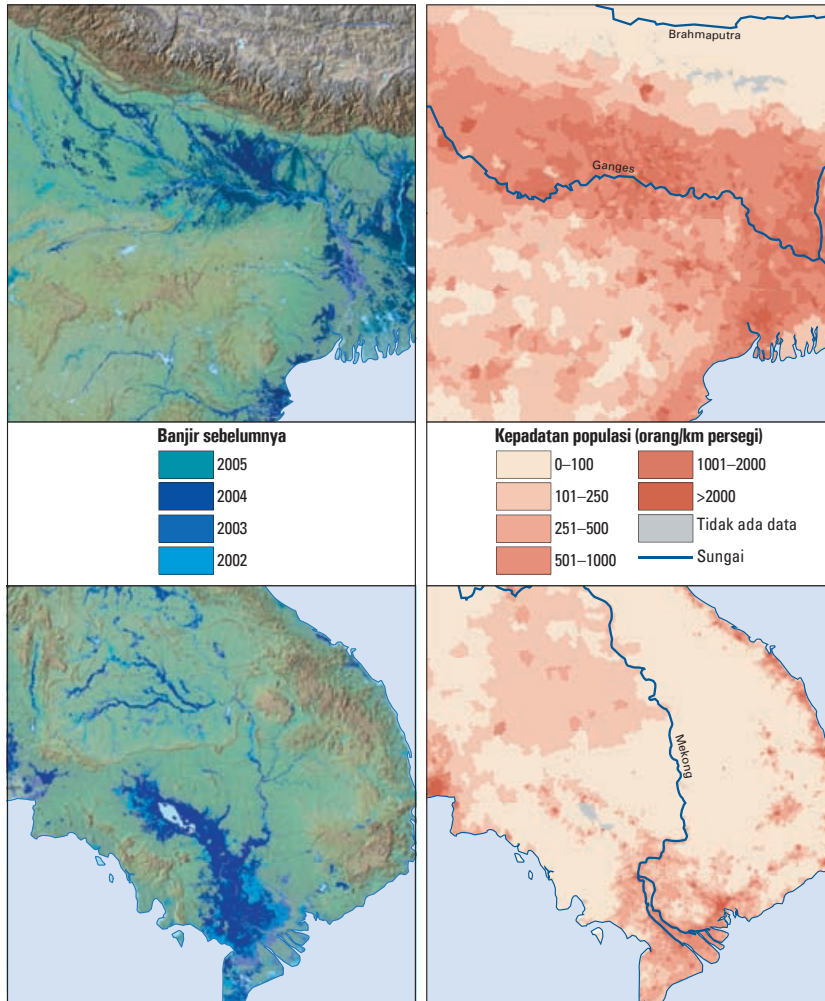 Brahmaputra
Ganges
Banjir sebelumnya
2005
2004
2003
2002
Kepadatan populasi (orang/km persegi)
0–100
101–250
251–500
501–1000
1001–2000
>2000
Tidak ada data
Sungai
Mekong